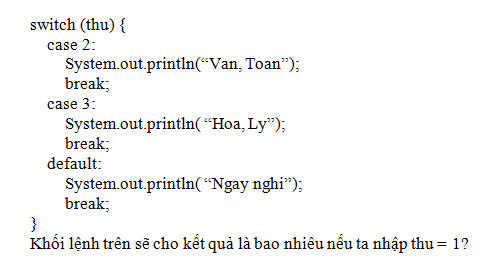 switch (thu) {
case 2:
System.out.println(“Van, Toan”);
break;
case 3:
System.out.println( “Hoa, Ly”);
break;
default:
System.out.println( “Ngay nghi”);
break;
}
Khối lệnh trên sẽ cho kết quả là bao nhiêu nếu ta nhập thu = 1?